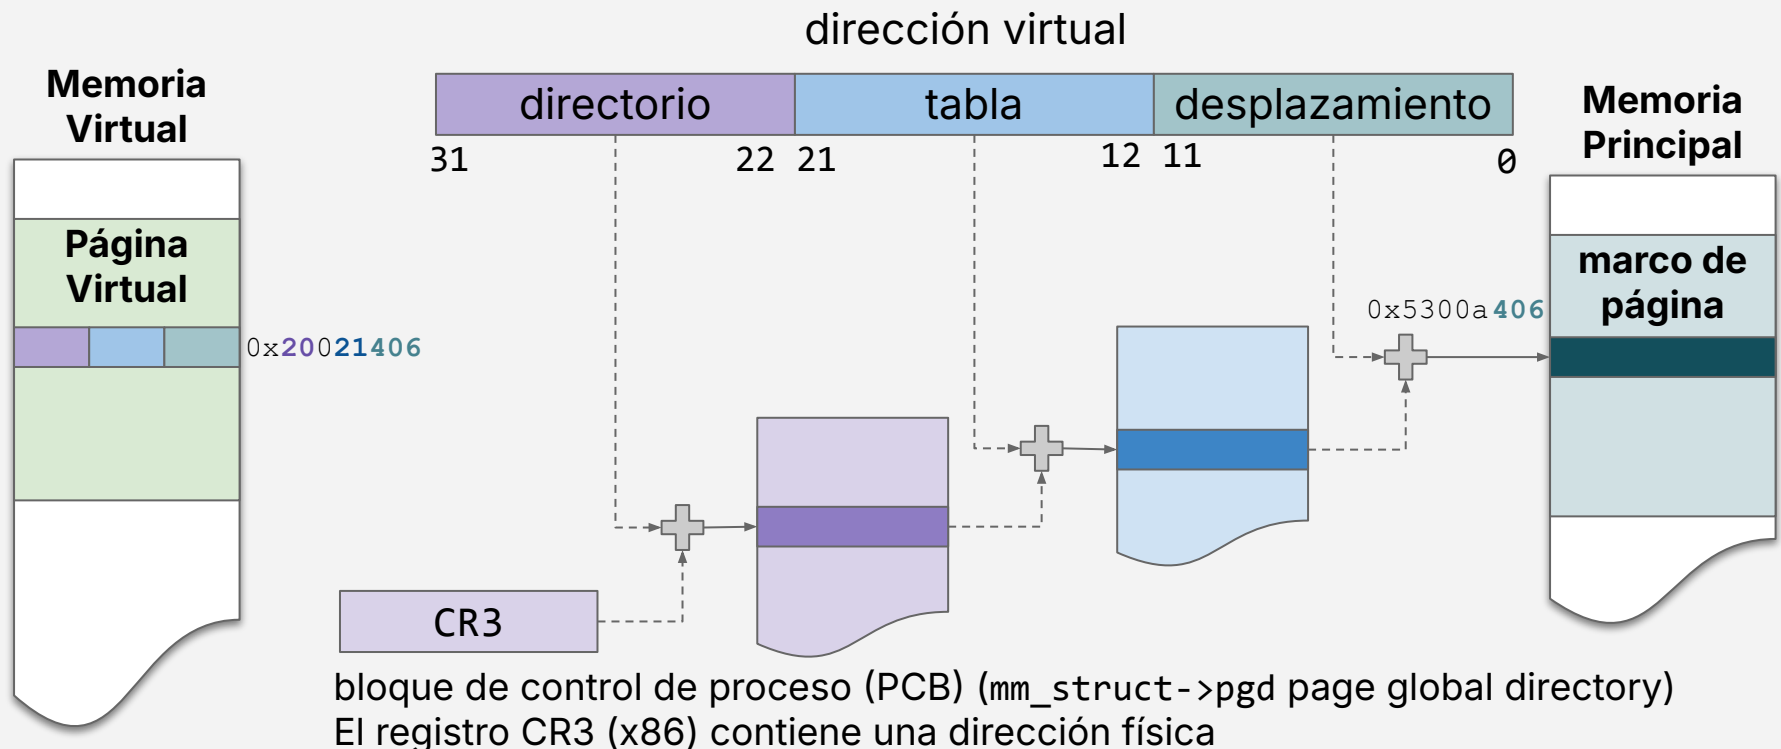 dirección virtual
Memoria
Virtual
directorio
tabla
desplazamiento
Memoria
Principal
31
22
21
12
11
0
Página
Virtual
marco de
página
0x5300a406
0x20021406
CR3
bloque de control de proceso (PCB) (mm_struct->pgd page global directory)
El registro CR3 (x86) contiene una dirección física